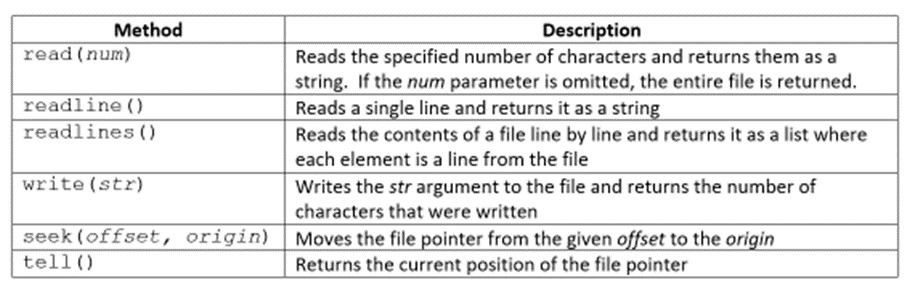 Method Description
read(num) Reads the specified number of characters and returns them as a
string. If the num parameter is omitted, the entire file is returned.
readline() Reads a single line and returns it as a string
readlines() Reads the contents of a file line by line and returns it as a list where
each element is a line from the file
write(str) Writes the str argument to the file and returns the number of
characters that were written
seek(offset, origin) Moves the file pointer from the given offset to the origin
tell() Returns the current position of the file pointer